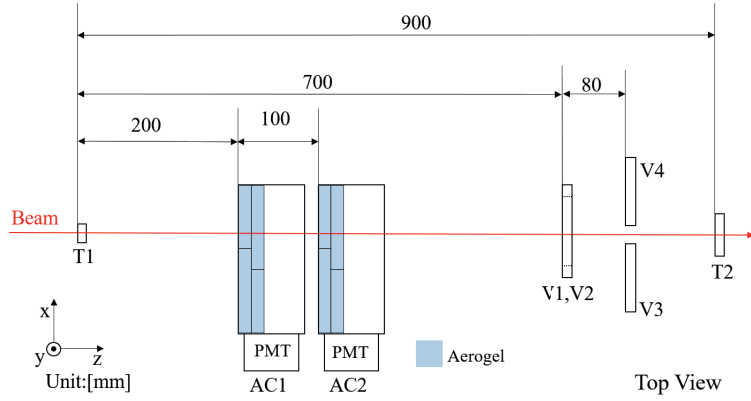 900
700
80
200
100
V4
Beam
T1
T2
V1,V2
V3
x
y
z
PMT
PMT
Aerogel
Unit:[mm]
AC1
AC2
Top View